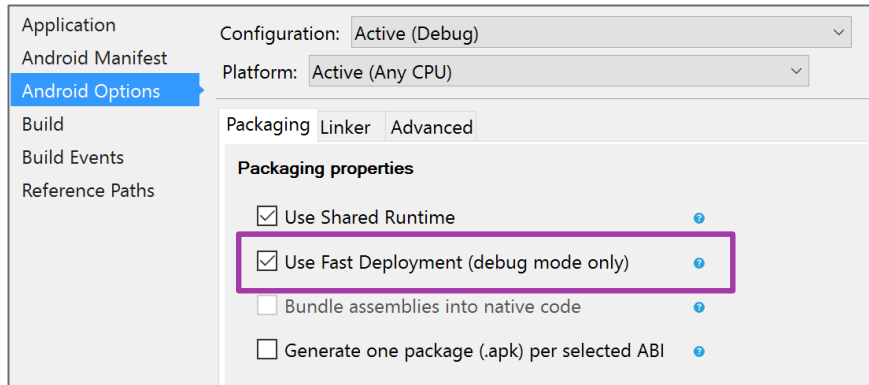 Application
Android Manifest
Android Options
Build
Build Events
Reference Paths
Configuration: Active (Debug)
Platform: Active (Any CPU)
Packaging Linker Advanced
Packaging properties
Use Shared Runtime
Use Fast Deployment (debug mode only)
Bundle assemblies into native code
Generate one package (.apk) per selected ABI